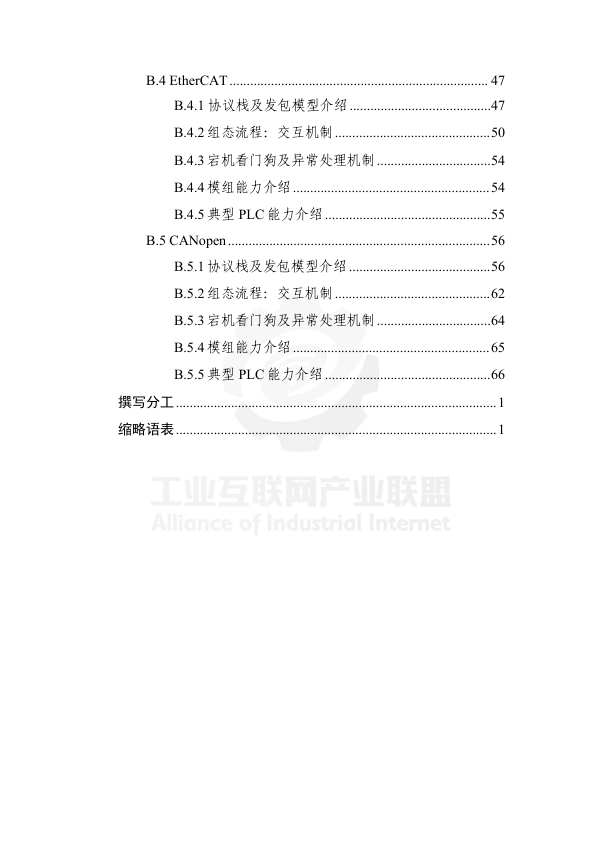 B.4 EtherCAT........................................................................... 47
B.4.1 协议栈及发包模型介绍.........................................47
B.4.2 组态流程：交互机制.............................................50
B.4.3 宕机看门狗及异常处理机制.................................54
B.4.4 模组能力介绍.........................................................54
B.4.5 典型 PLC 能力介绍................................................55
B.5 CANopen............................................................................56
B.5.1 协议栈及发包模型介绍.........................................56
B.5.2 组态流程：交互机制.............................................62
B.5.3 宕机看门狗及异常处理机制.................................64
B.5.4 模组能力介绍.........................................................65
B.5.5 典型 PLC 能力介绍................................................66
撰写分工.............................................................................................1
缩略语表.............................................................................................1
工业互联网产业联盟
Alliance of Industrial Internet